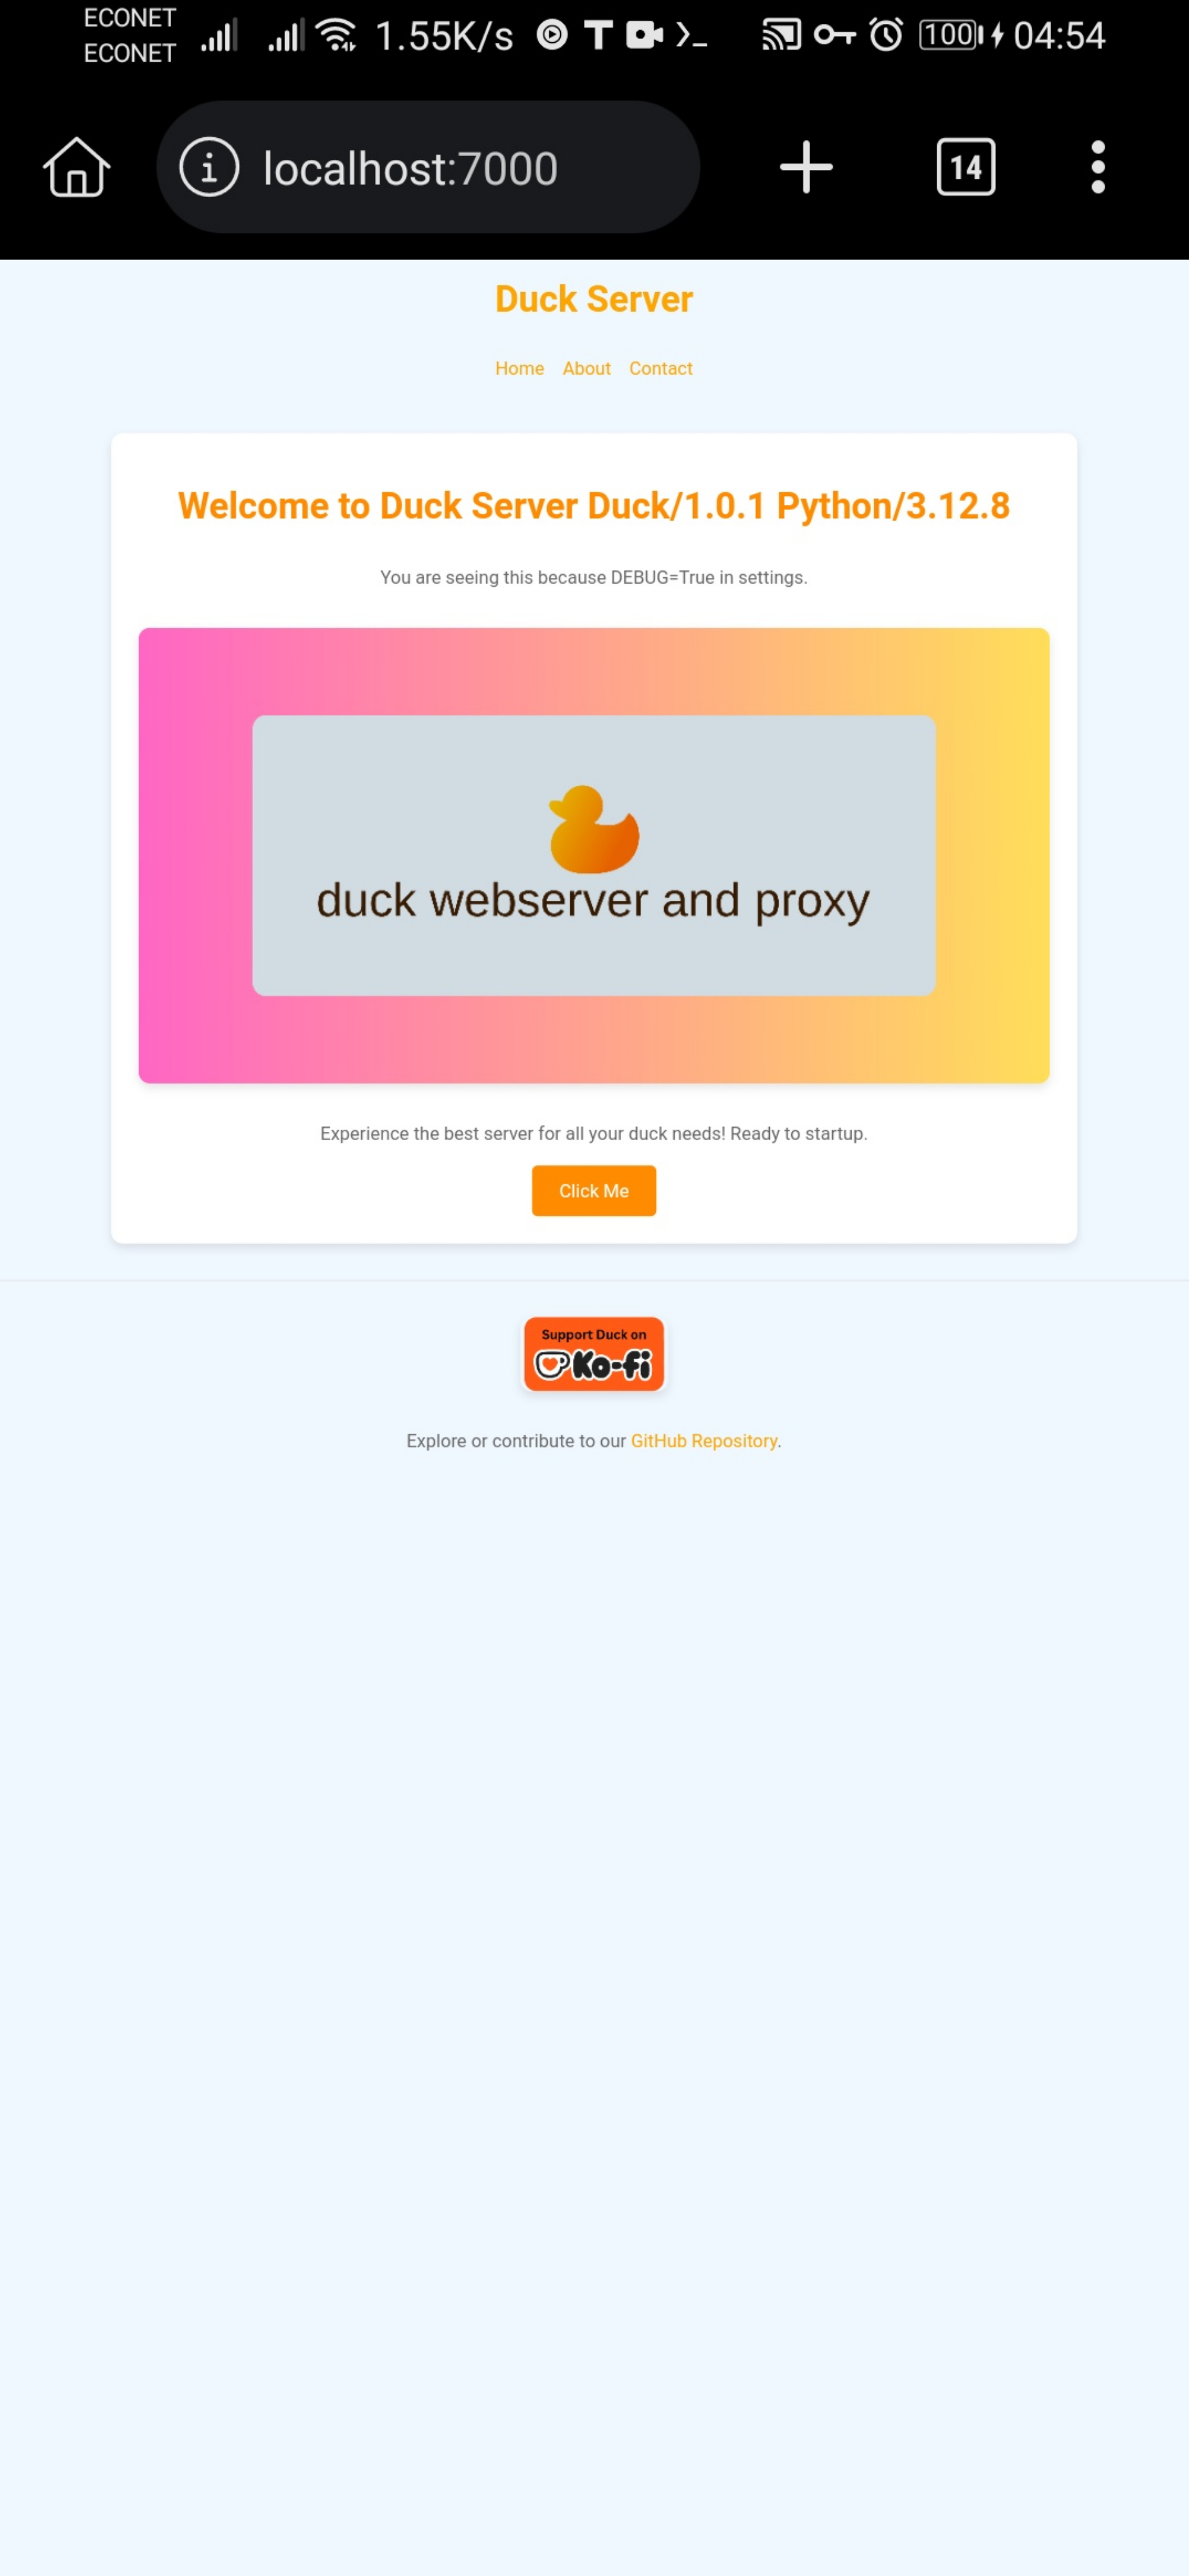 ECONET
ECONET
1.55K/s
100
04:54
localhost:7000
14
Duck Server
Home About Contact
Welcome to Duck Server Duck/1.0.1 Python/3.12.8
You are seeing this because DEBUG=True in settings.
duck webserver and proxy
Experience the best server for all your duck needs! Ready to startup.
Click Me
Support Duck on
Ko-fi
Explore or contribute to our GitHub Repository.